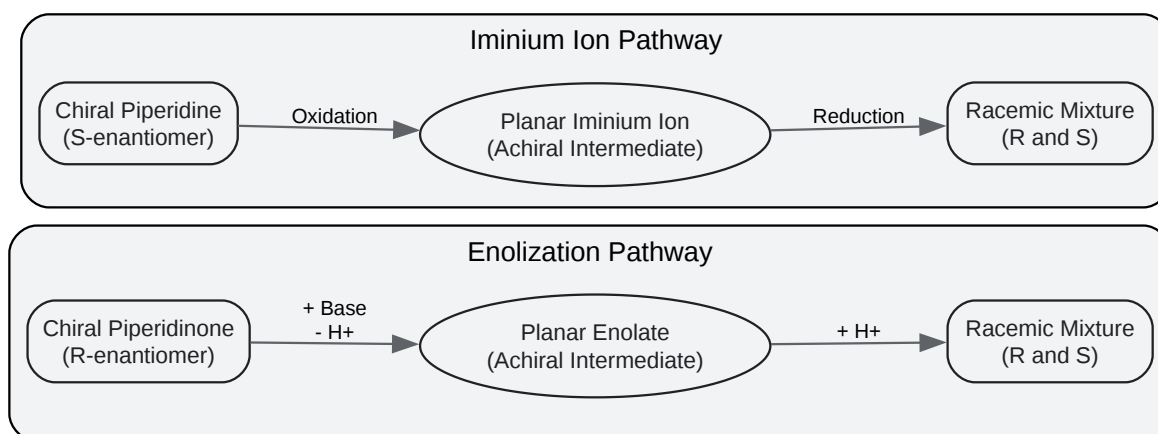 Iminium Ion Pathway
Chiral Piperidine
(S-enantiomer)
Oxidation
Planar Iminium Ion
(Achiral Intermediate)
Reduction
Racemic Mixture
(R and S)
Enolization Pathway
Chiral Piperidinone
(R-enantiomer)
+ Base
- H+
Planar Enolate
(Achiral Intermediate)
+ H+
Racemic Mixture
(R and S)